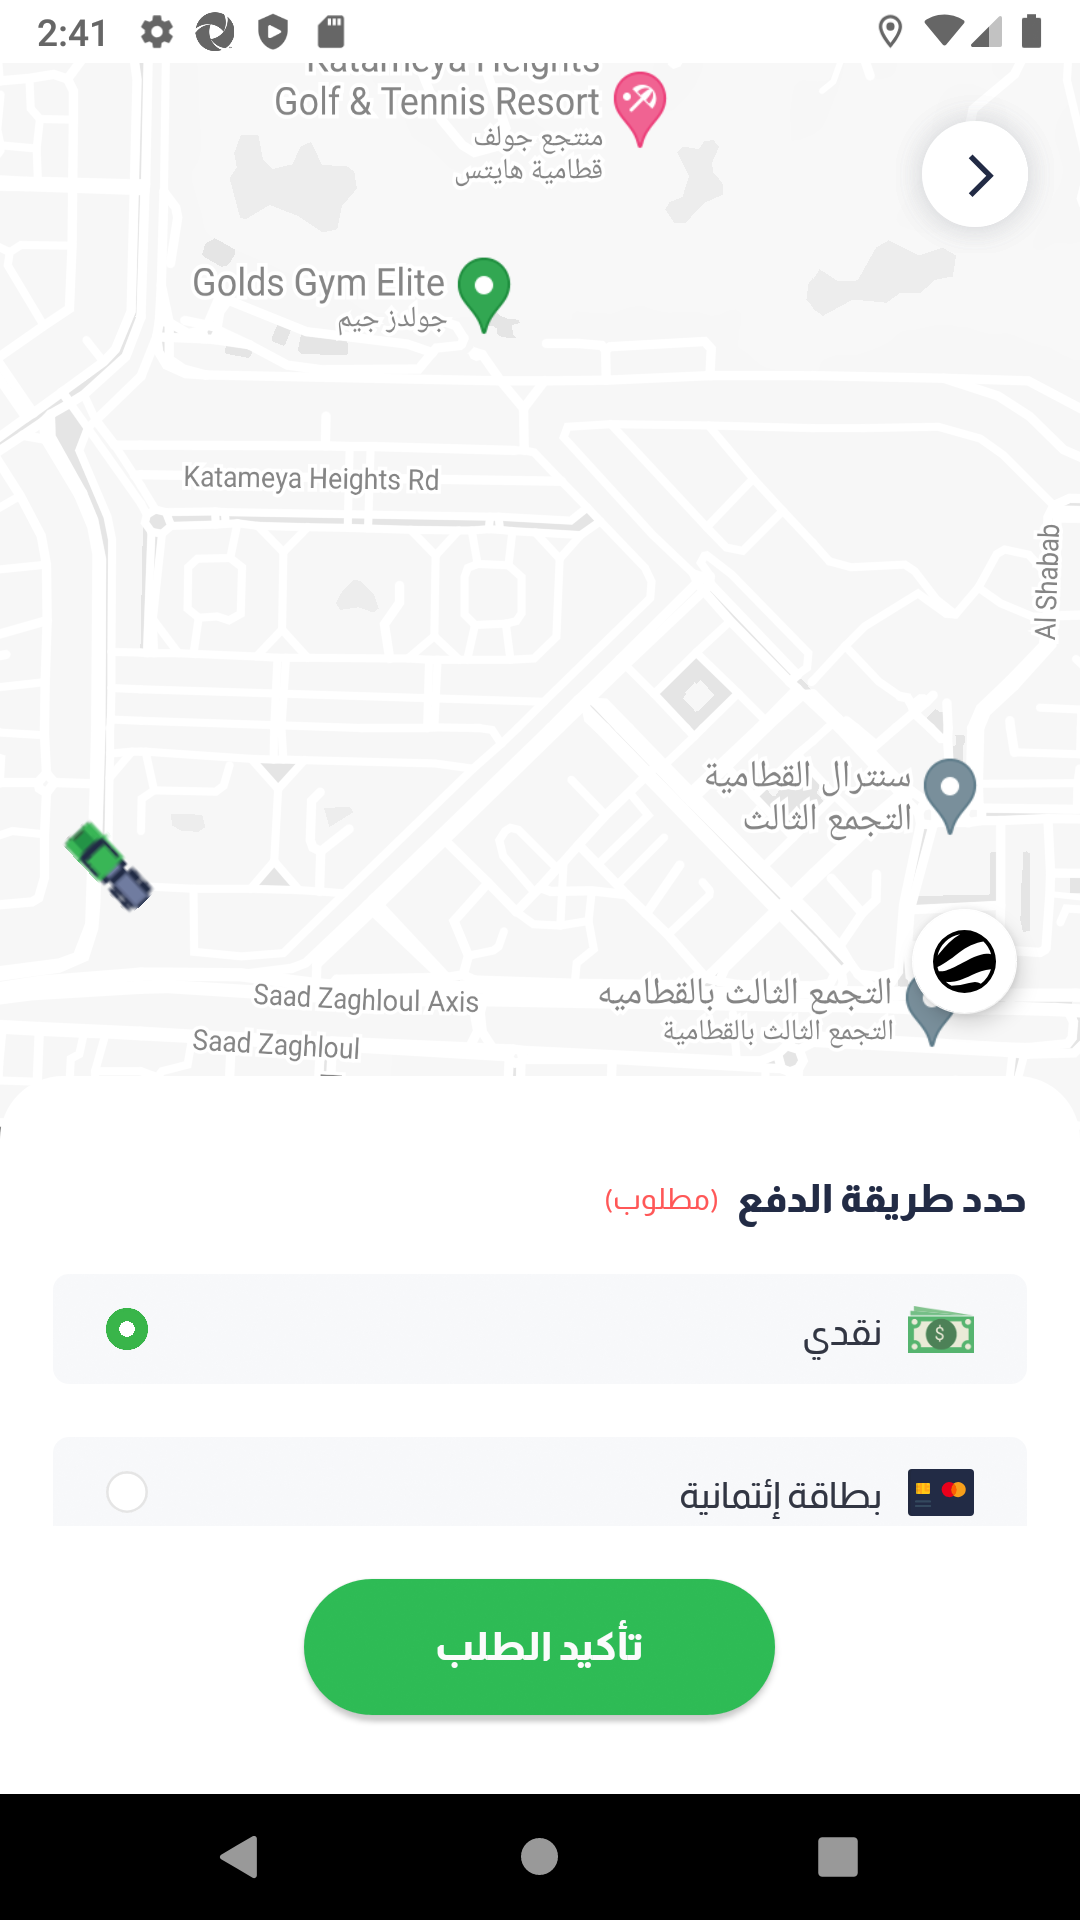 2:41
Katameya Heights
Golf & Tennis Resort
منتجع جولف
قطامية هايتس
Golds Gym Elite
جولدز جيم
Katameya Heights Rd
Al Shabab
سنترال القطامية
التجمع الثالث
Saad Zaghloul Axis
التجمع الثالث بالقطاميه
التجمع الثالث بالقطامية
Saad Zaghloul
حدد طريقة الدفع (مطلوب)
نقدي
$
بطاقة إئتمانية
تأكيد الطلب